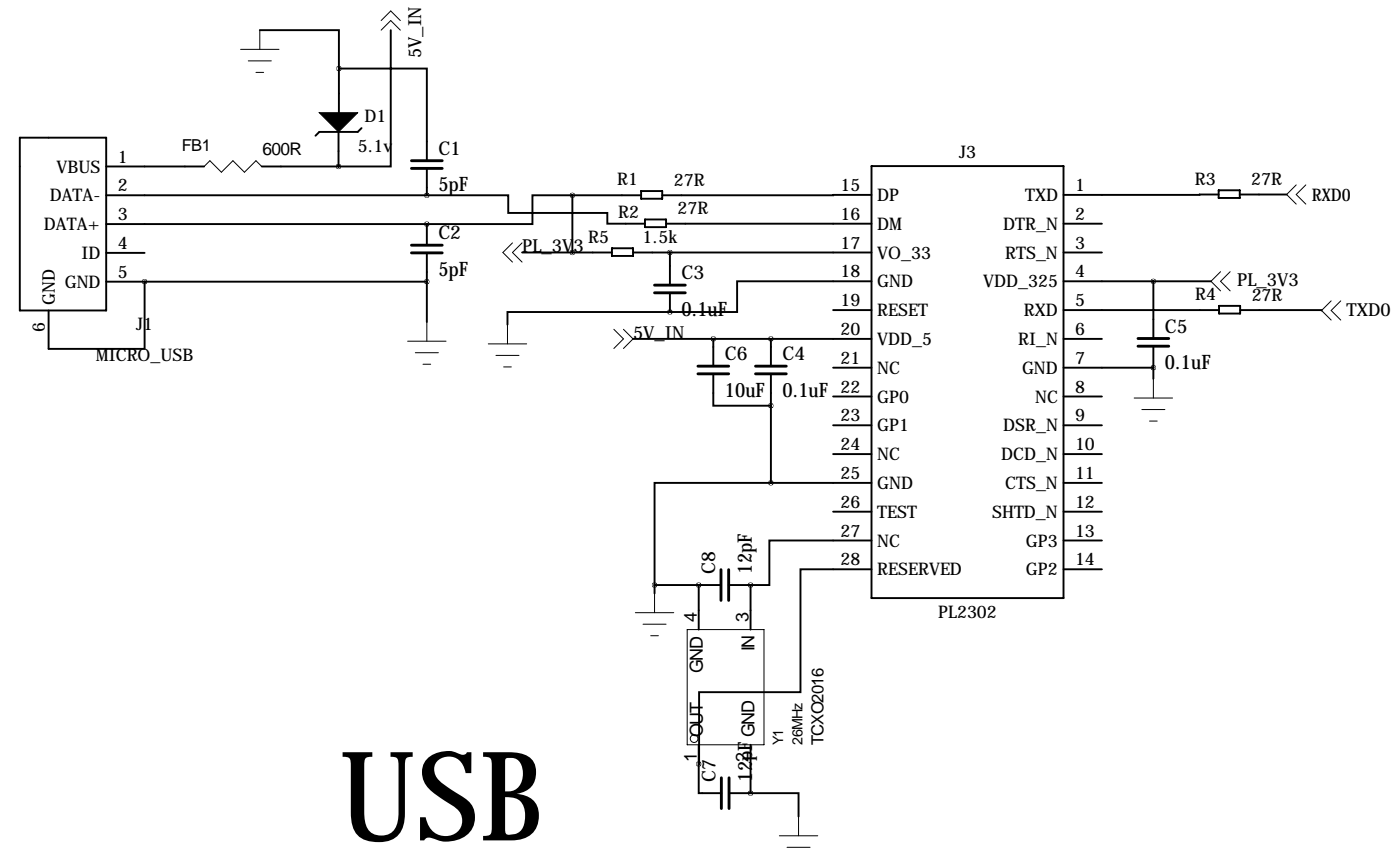 5V_IN
D1
5.1v
FB1
600R
C1
5pF
VBUS 1
DATA- 2
DATA+ 3
ID 4
GND 5
GND
6
J1
MICRO_USB
C2
5pF
R1 27R
R2 27R
PL_3V3
R5 1.5k
C3
0.1uF
5V_IN
C6
10uF
C4
0.1uF
J3
15 DP
16 DM
17 VO_33
18 GND
19 RESET
20 VDD_5
21 NC
22 GP0
23 GP1
24 NC
25 GND
26 TEST
27 NC
28 RESERVED
TXD 1
DTR_N 2
RTS_N 3
VDD_325 4
RXD 5
RI_N 6
GND 7
NC 8
DSR_N 9
DCD_N 10
CTS_N 11
SHTD_N 12
GP3 13
GP2 14
PL2302
R3 27R
RXD0
PL_3V3
R4 27R
TXD0
C5
0.1uF
C8
12pF
4
3
GND
IN
OUT
GND
1
2
Y1
26MHz
TCXO2016
C7
12pF
USB